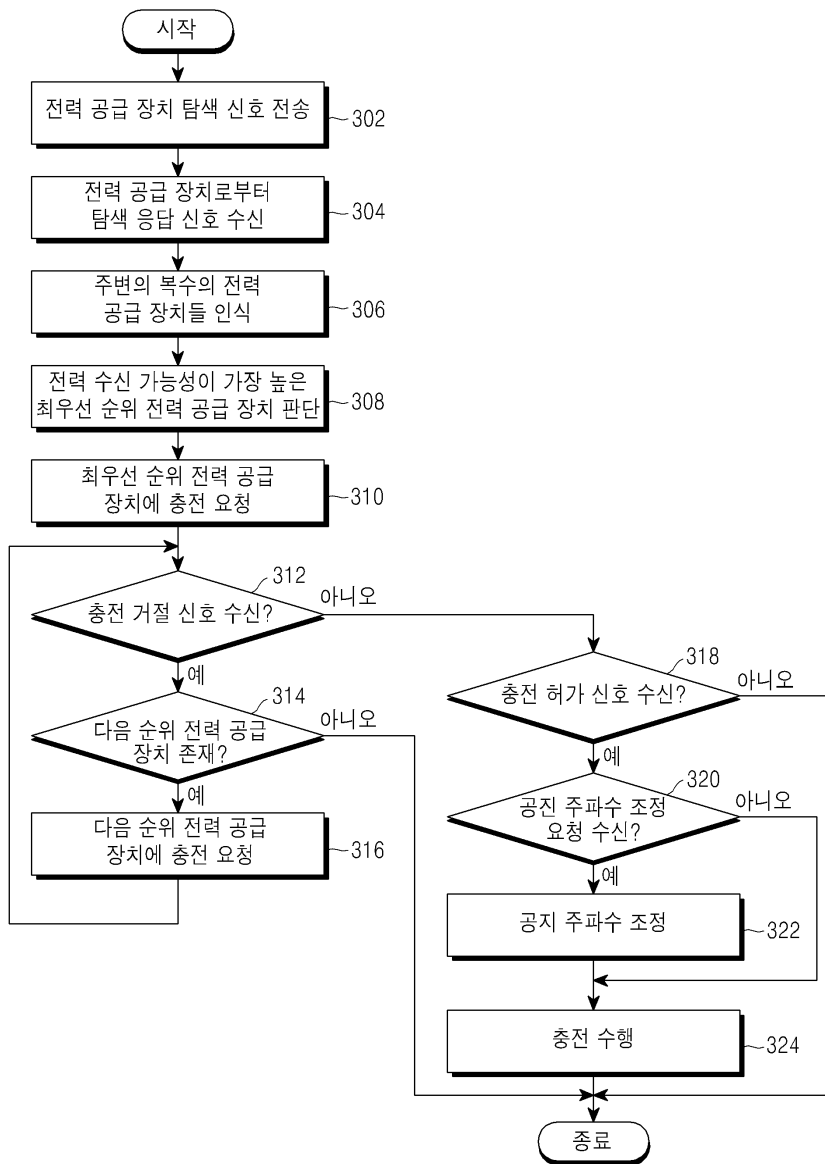 시작
전력 공급 장치 탐색 신호 전송
302
전력 공급 장치로부터
탐색 응답 신호 수신
304
주변의 복수의 전력
공급 장치들 인식
306
전력 수신 가능성이 가장 높은
최우선 순위 전력 공급 장치 판단
308
최우선 순위 전력 공급
장치에 충전 요청
310
312
충전 거절 신호 수신?
아니오
예
314
다음 순위 전력 공급
장치 존재?
아니오
예
다음 순위 전력 공급
장치에 충전 요청
316
318
충전 허가 신호 수신?
아니오
예
320
공진 주파수 조정
요청 수신?
아니오
예
공지 주파수 조정
322
충전 수행
324
종료